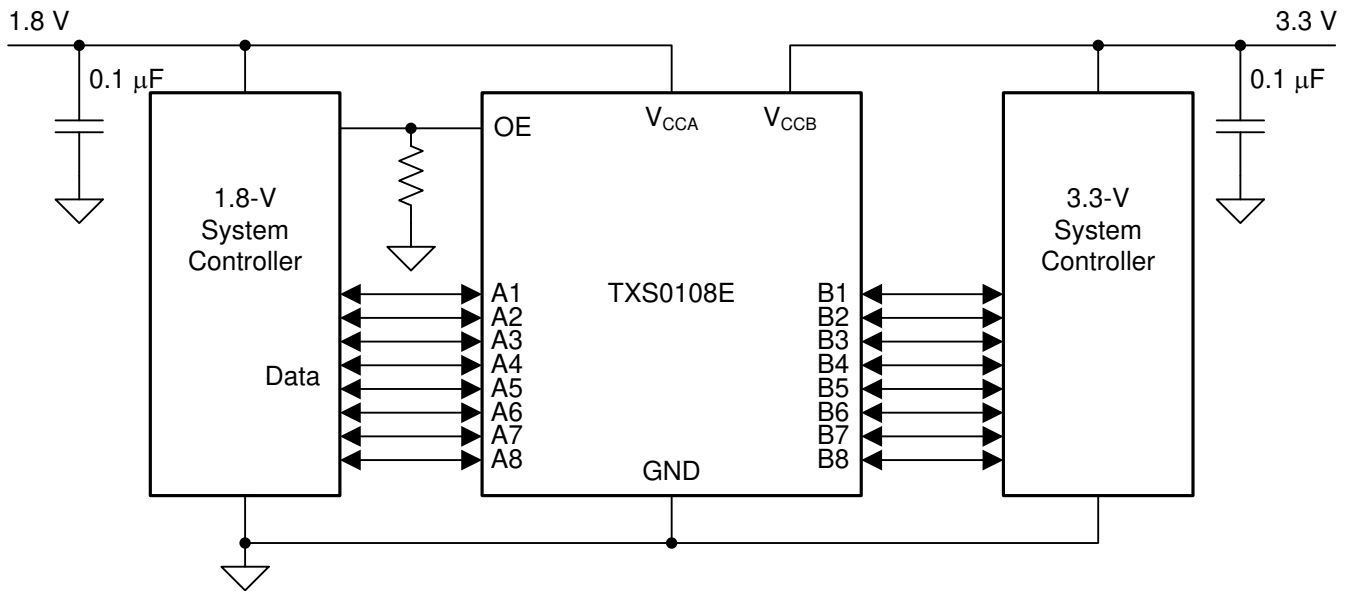 1.8 V
3.3 V
0.1 μF
0.1 μF
OE
VCCA
VCCB
1.8-V
System
Controller
3.3-V
System
Controller
TXS0108E
Data
A1
A2
A3
A4
A5
A6
A7
A8
B1
B2
B3
B4
B5
B6
B7
B8
GND